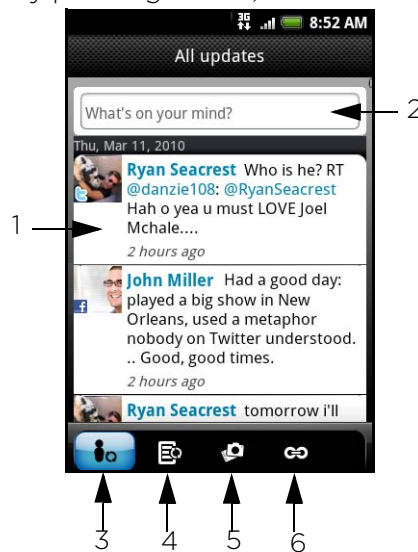 3G 8:52 AM
All updates
What's on your mind?
2
Thu, Mar 11, 2010
Ryan Seacrest Who is he? RT
@danzie108: @RyanSeacrest
Hah o yea u must LOVE Joel
Mchale....
1
2 hours ago
John Miller Had a good day:
played a big show in New
Orleans, used a metaphor
nobody on Twitter understood.
.. Good, good times.
2 hours ago
Ryan Seacrest tomorrow i'll
3 4 5 6